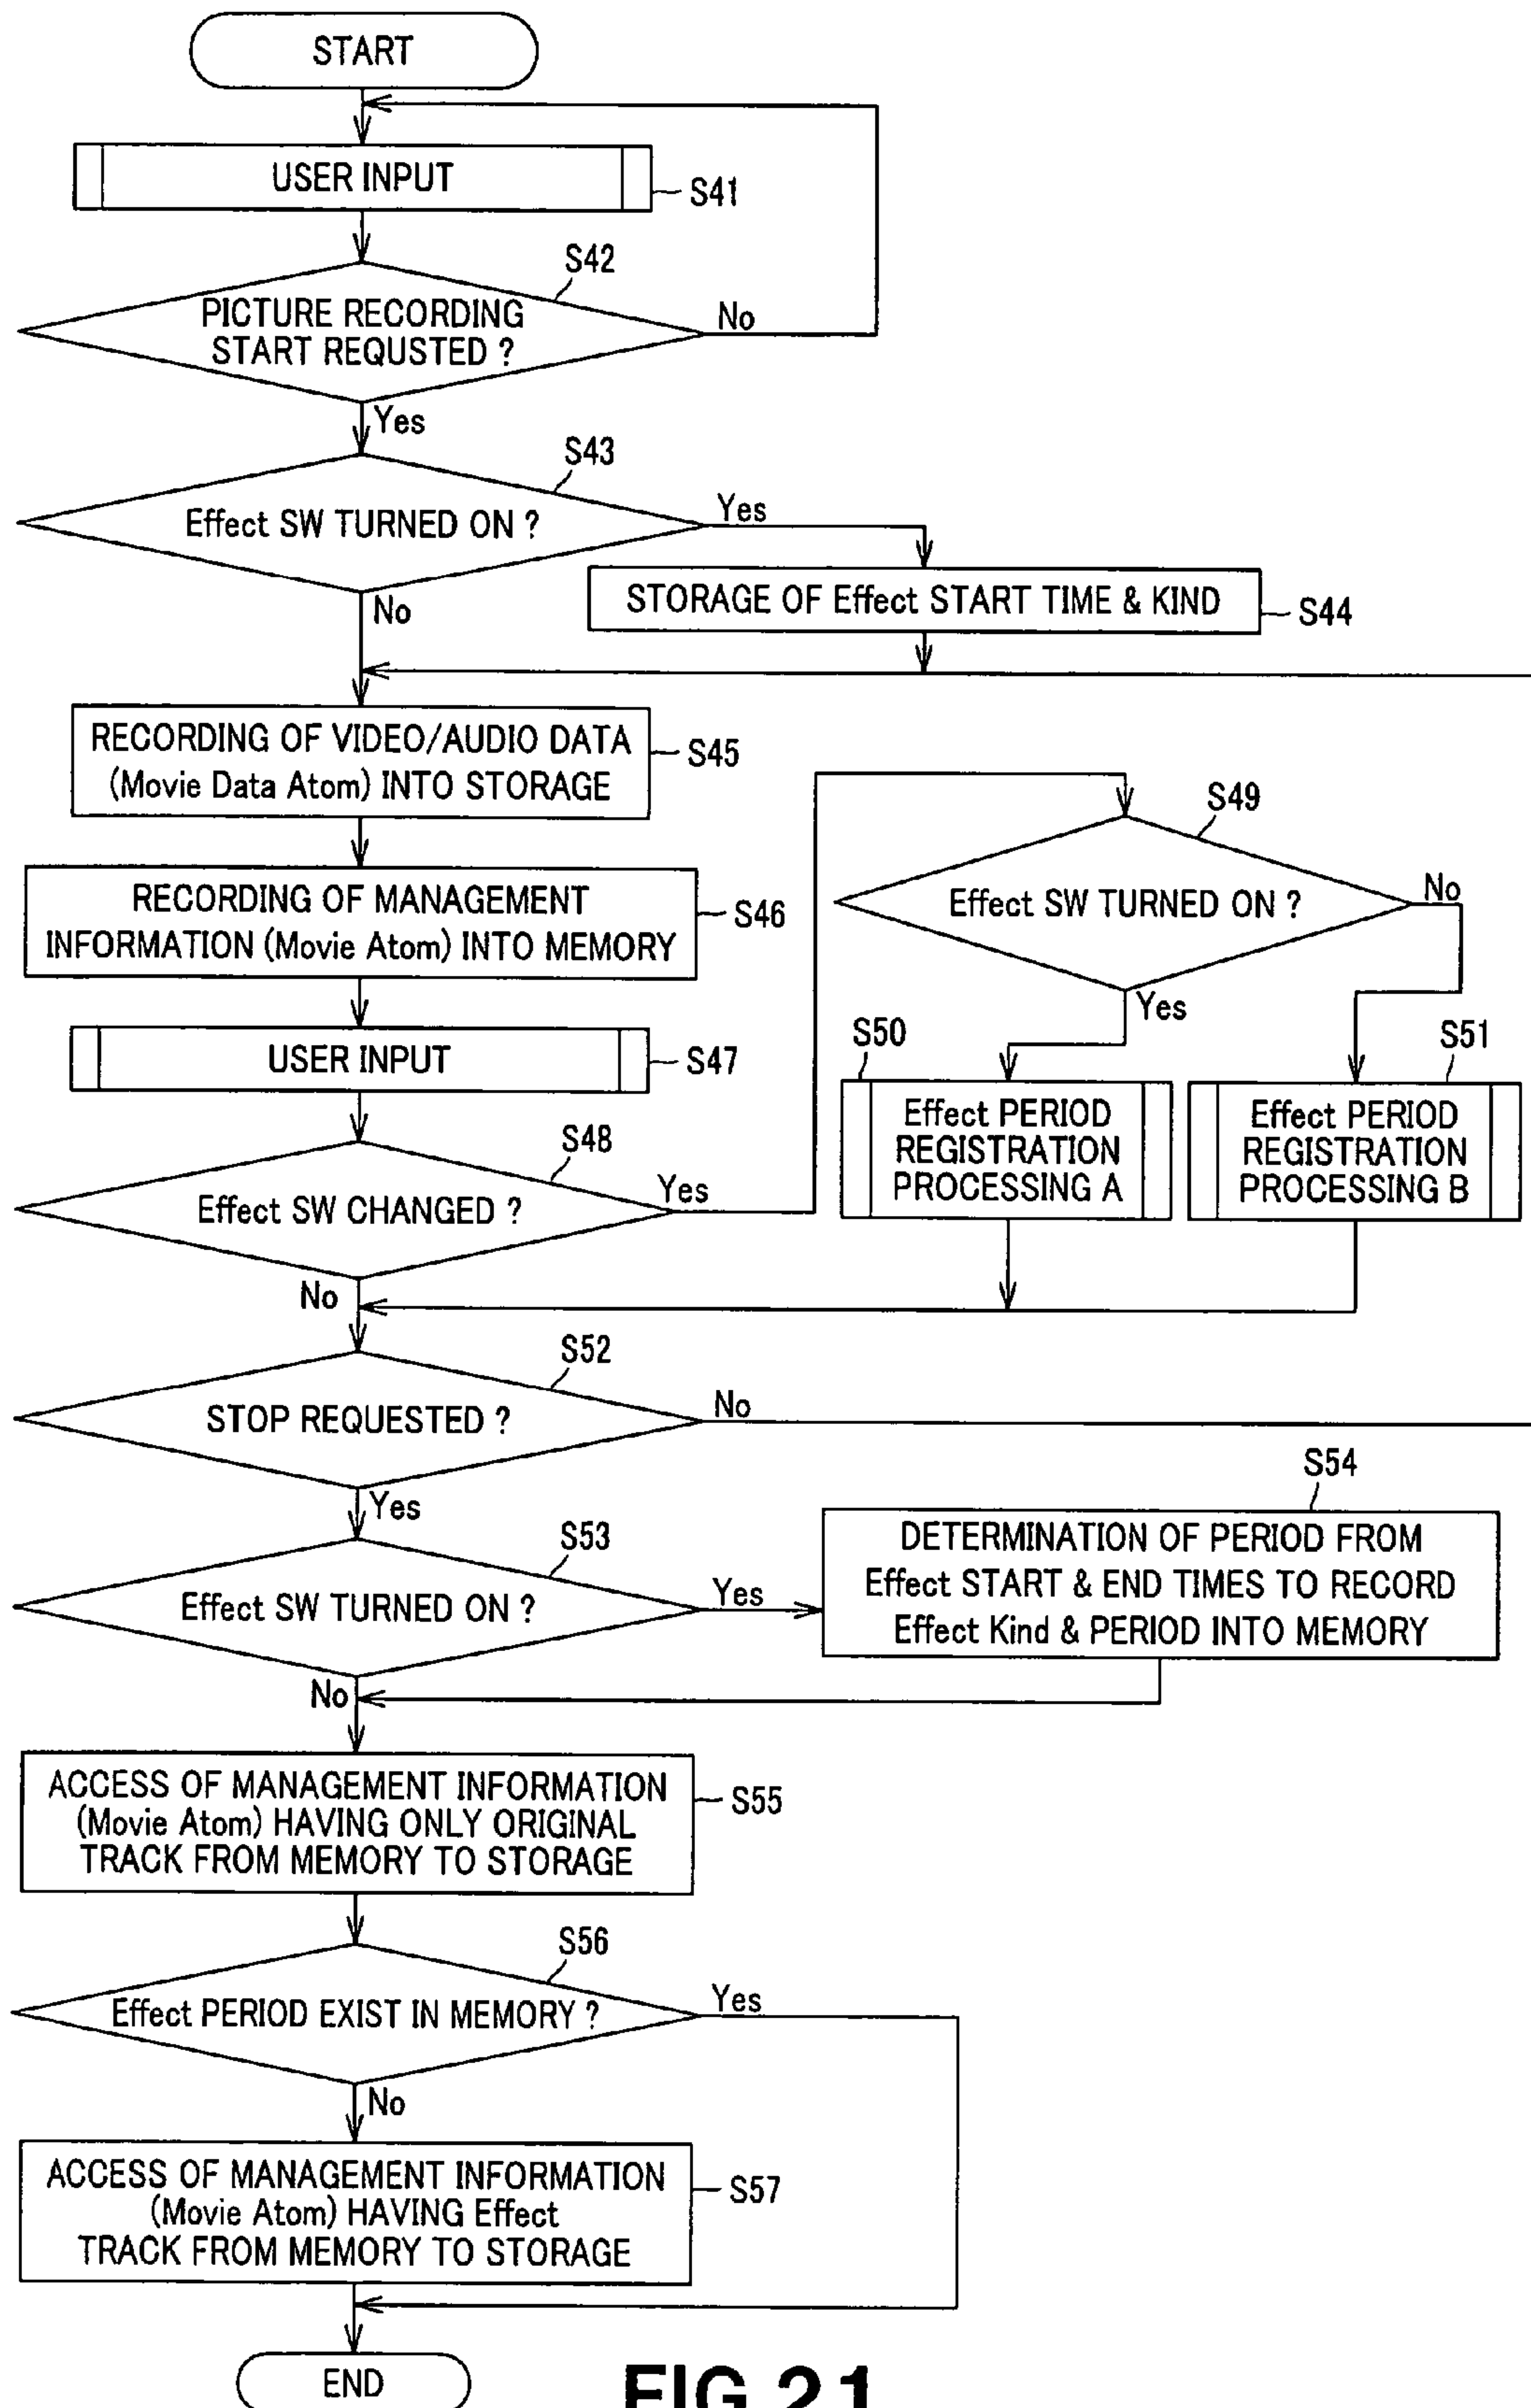 START
USER INPUT
S41
S42
PICTURE RECORDING
START REQUSTED ?
No
Yes
S43
Effect SW TURNED ON ?
Yes
No
STORAGE OF Effect START TIME & KIND
S44
RECORDING OF VIDEO/AUDIO DATA
(Movie Data Atom) INTO STORAGE
S45
RECORDING OF MANAGEMENT
INFORMATION (Movie Atom) INTO MEMORY
S46
USER INPUT
S47
S48
Effect SW CHANGED ?
Yes
No
S49
Effect SW TURNED ON ?
No
Yes
S50
Effect PERIOD
REGISTRATION
PROCESSING A
S51
Effect PERIOD
REGISTRATION
PROCESSING B
S52
STOP REQUESTED ?
No
Yes
S53
Effect SW TURNED ON ?
Yes
No
S54
DETERMINATION OF PERIOD FROM
Effect START & END TIMES TO RECORD
Effect Kind & PERIOD INTO MEMORY
ACCESS OF MANAGEMENT INFORMATION
(Movie Atom) HAVING ONLY ORIGINAL
TRACK FROM MEMORY TO STORAGE
S55
S56
Effect PERIOD EXIST IN MEMORY ?
Yes
No
ACCESS OF MANAGEMENT INFORMATION
(Movie Atom) HAVING Effect
TRACK FROM MEMORY TO STORAGE
S57
END
FIG.21